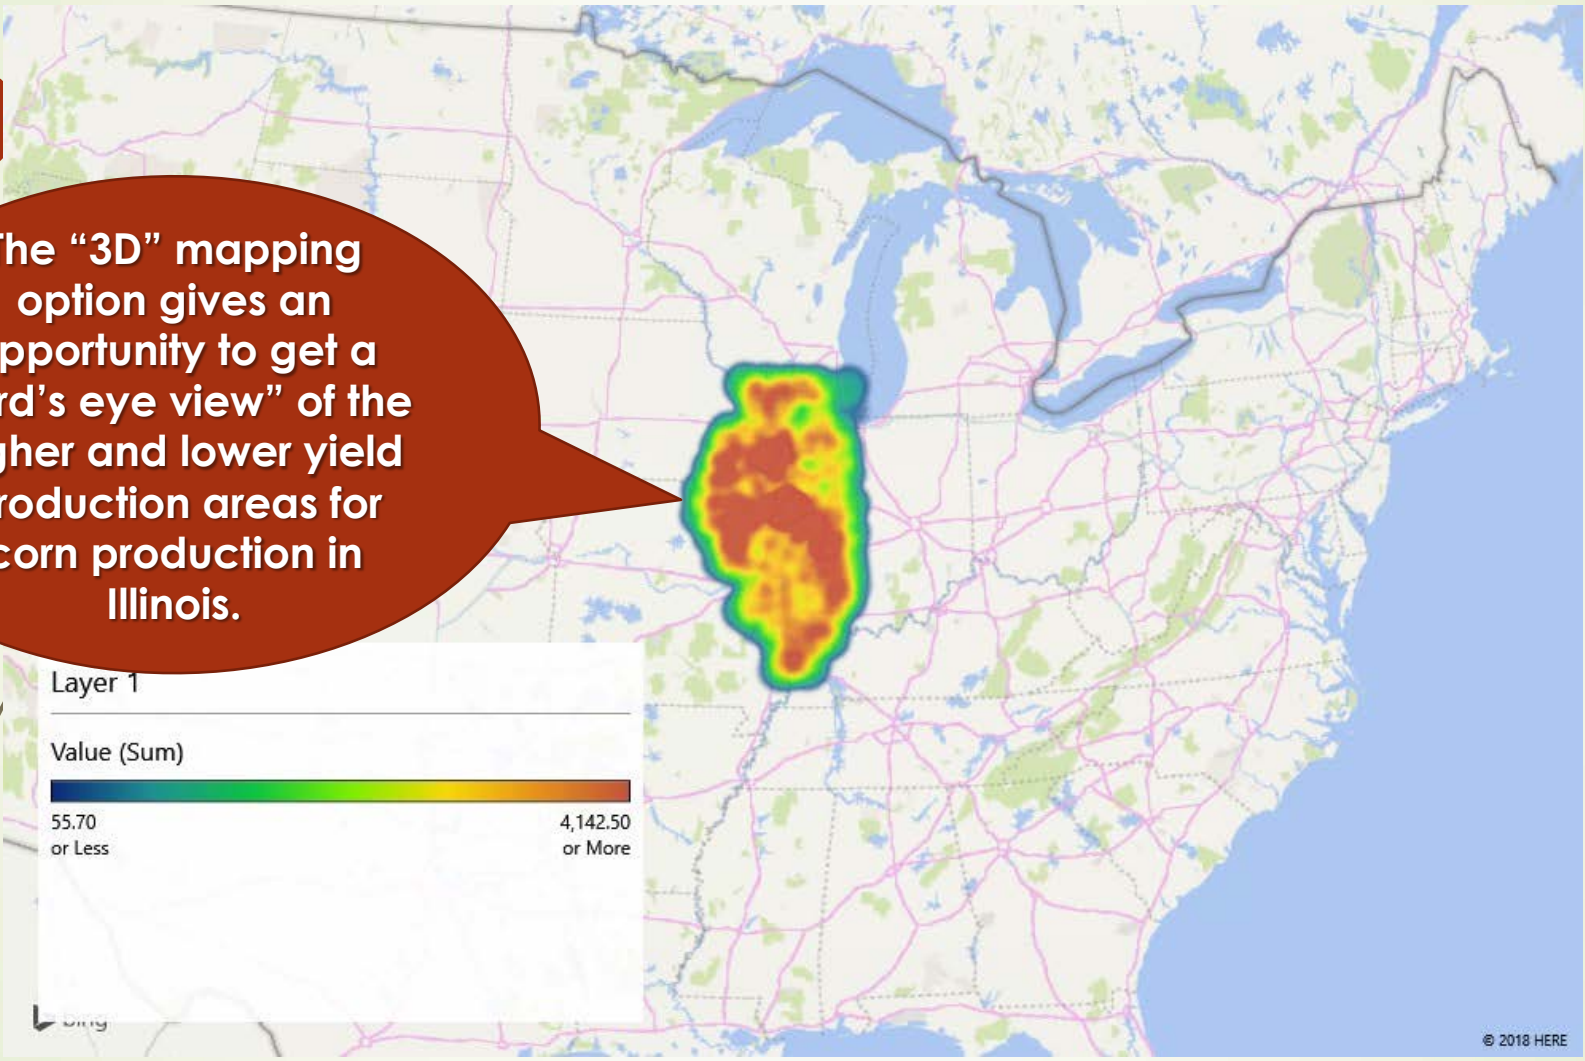 The “3D” mapping
option gives an
pportunity to get a
rd’s eye view” of the
gher and lower yield
roduction areas for
corn production in
Illinois.
Layer 1
Value (Sum)
55.70
or Less
4,142.50
or More
bing
© 2018 HERE